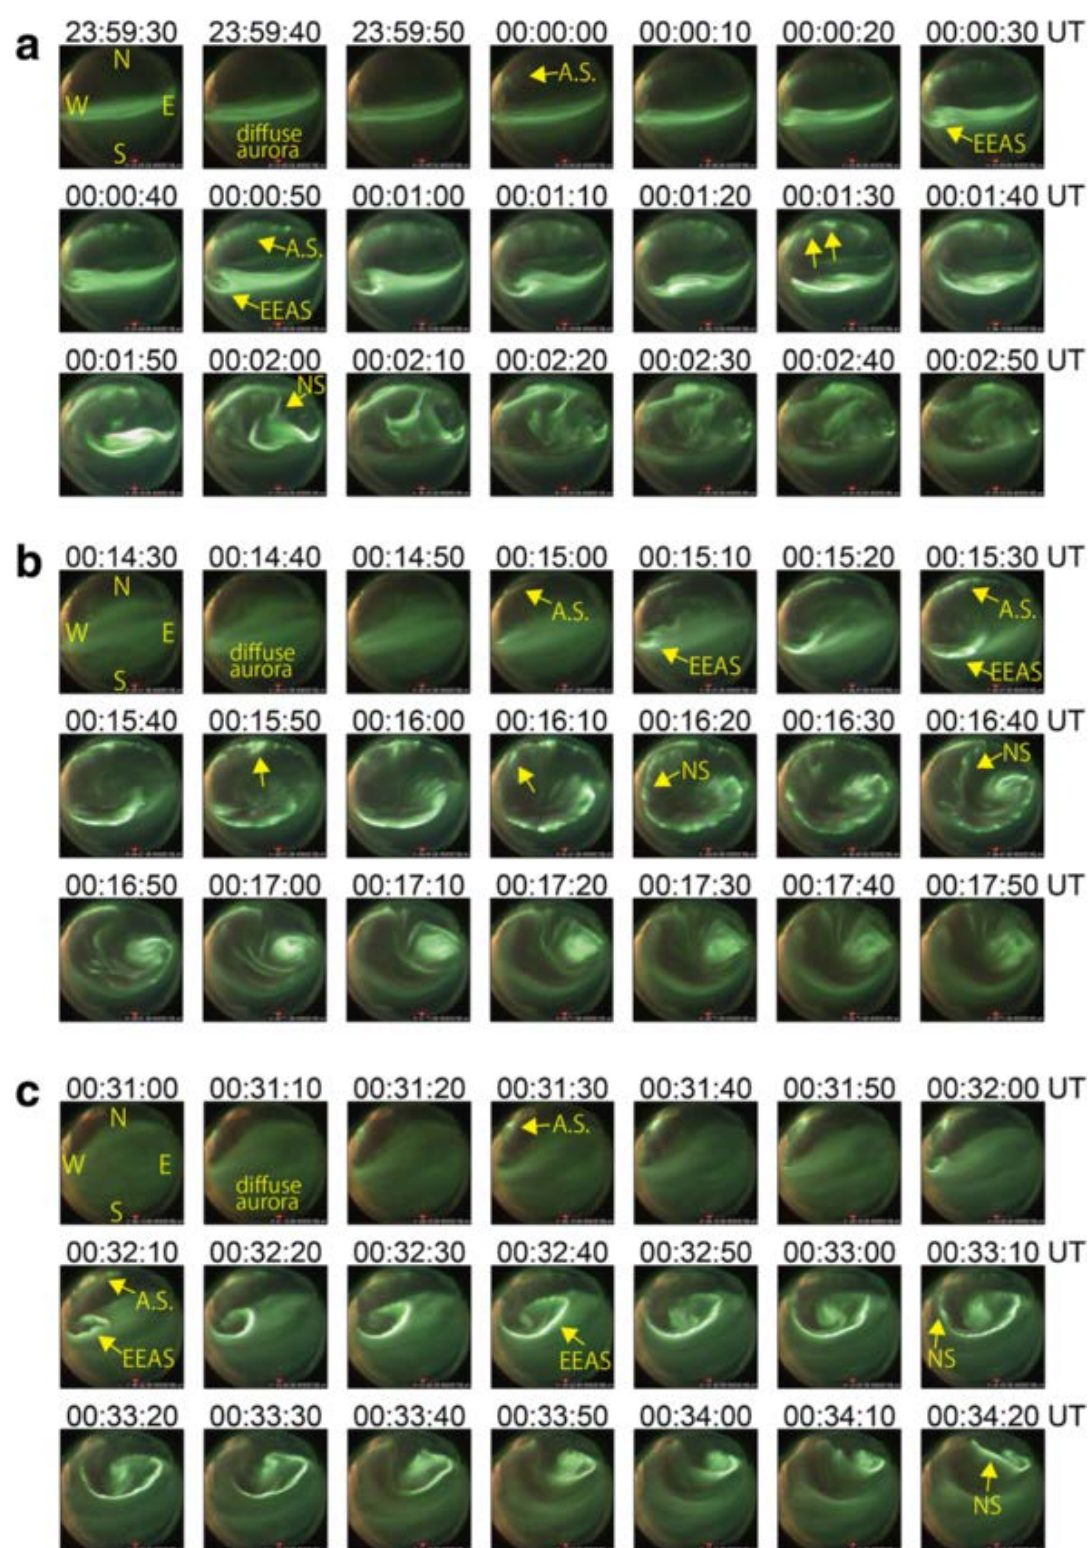 a
23:59:30 23:59:40 23:59:50 00:00:00 00:00:10 00:00:20 00:00:30 UT
N
A.S.
W E
diffuse
aurora
S
EEAS
00:00:40 00:00:50 00:01:00 00:01:10 00:01:20 00:01:30 00:01:40 UT
A.S.
EEAS
00:01:50 00:02:00 00:02:10 00:02:20 00:02:30 00:02:40 00:02:50 UT
NS
b
00:14:30 00:14:40 00:14:50 00:15:00 00:15:10 00:15:20 00:15:30 UT
N
A.S. A.S.
W E
diffuse
aurora
EEAS EEAS
S
00:15:40 00:15:50 00:16:00 00:16:10 00:16:20 00:16:30 00:16:40 UT
NS NS
00:16:50 00:17:00 00:17:10 00:17:20 00:17:30 00:17:40 00:17:50 UT
c
00:31:00 00:31:10 00:31:20 00:31:30 00:31:40 00:31:50 00:32:00 UT
N
A.S.
W E
diffuse
aurora
S
00:32:10 00:32:20 00:32:30 00:32:40 00:32:50 00:33:00 00:33:10 UT
A.S.
EEAS EEAS NS
00:33:20 00:33:30 00:33:40 00:33:50 00:34:00 00:34:10 00:34:20 UT
NS